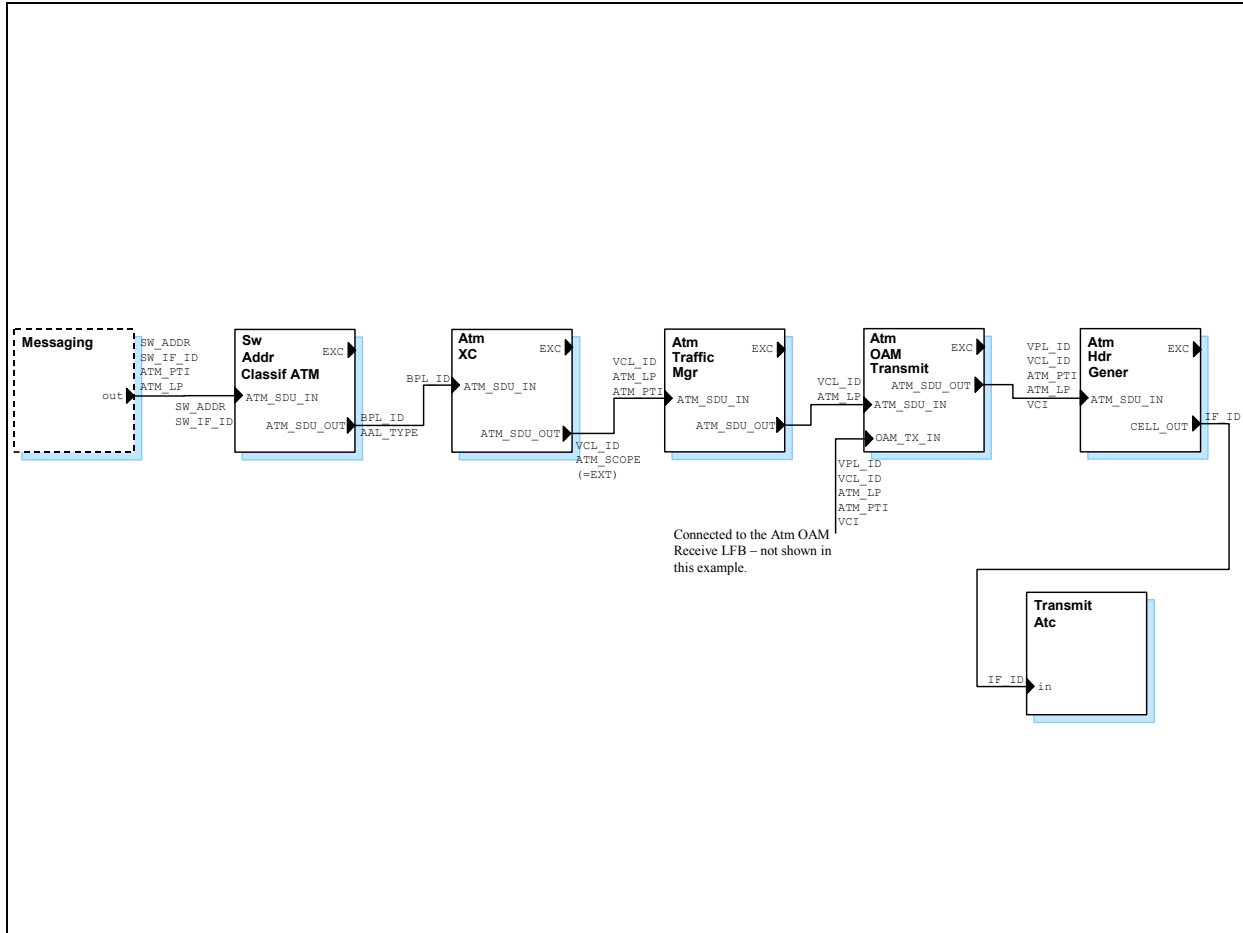 Messaging
out
SW_ADDR
SW_IF_ID
ATM_PTI
ATM_LP
SW_ADDR
SW_IF_ID
Sw
Addr
Classif ATM
EXC
ATM_SDU_IN
ATM_SDU_OUT
BPL_ID
AAL_TYPE
BPL_ID
Atm
XC
EXC
ATM_SDU_IN
ATM_SDU_OUT
VCL_ID
ATM_SCOPE
(=EXT)
VCL_ID
ATM_LP
ATM_PTI
Atm
Traffic
Mgr
EXC
ATM_SDU_IN
ATM_SDU_OUT
VCL_ID
ATM_LP
Atm
OAM
Transmit
EXC
ATM_SDU_OUT
ATM_SDU_IN
OAM_TX_IN
VPL_ID
VCL_ID
ATM_LP
ATM_PTI
VCI
Connected to the Atm OAM
Receive LFB – not shown in
this example.
VPL_ID
VCL_ID
ATM_PTI
ATM_LP
VCI
Atm
Hdr
Gener
EXC
ATM_SDU_IN
CELL_OUT
IF_ID
Transmit
Atc
IF_ID
in